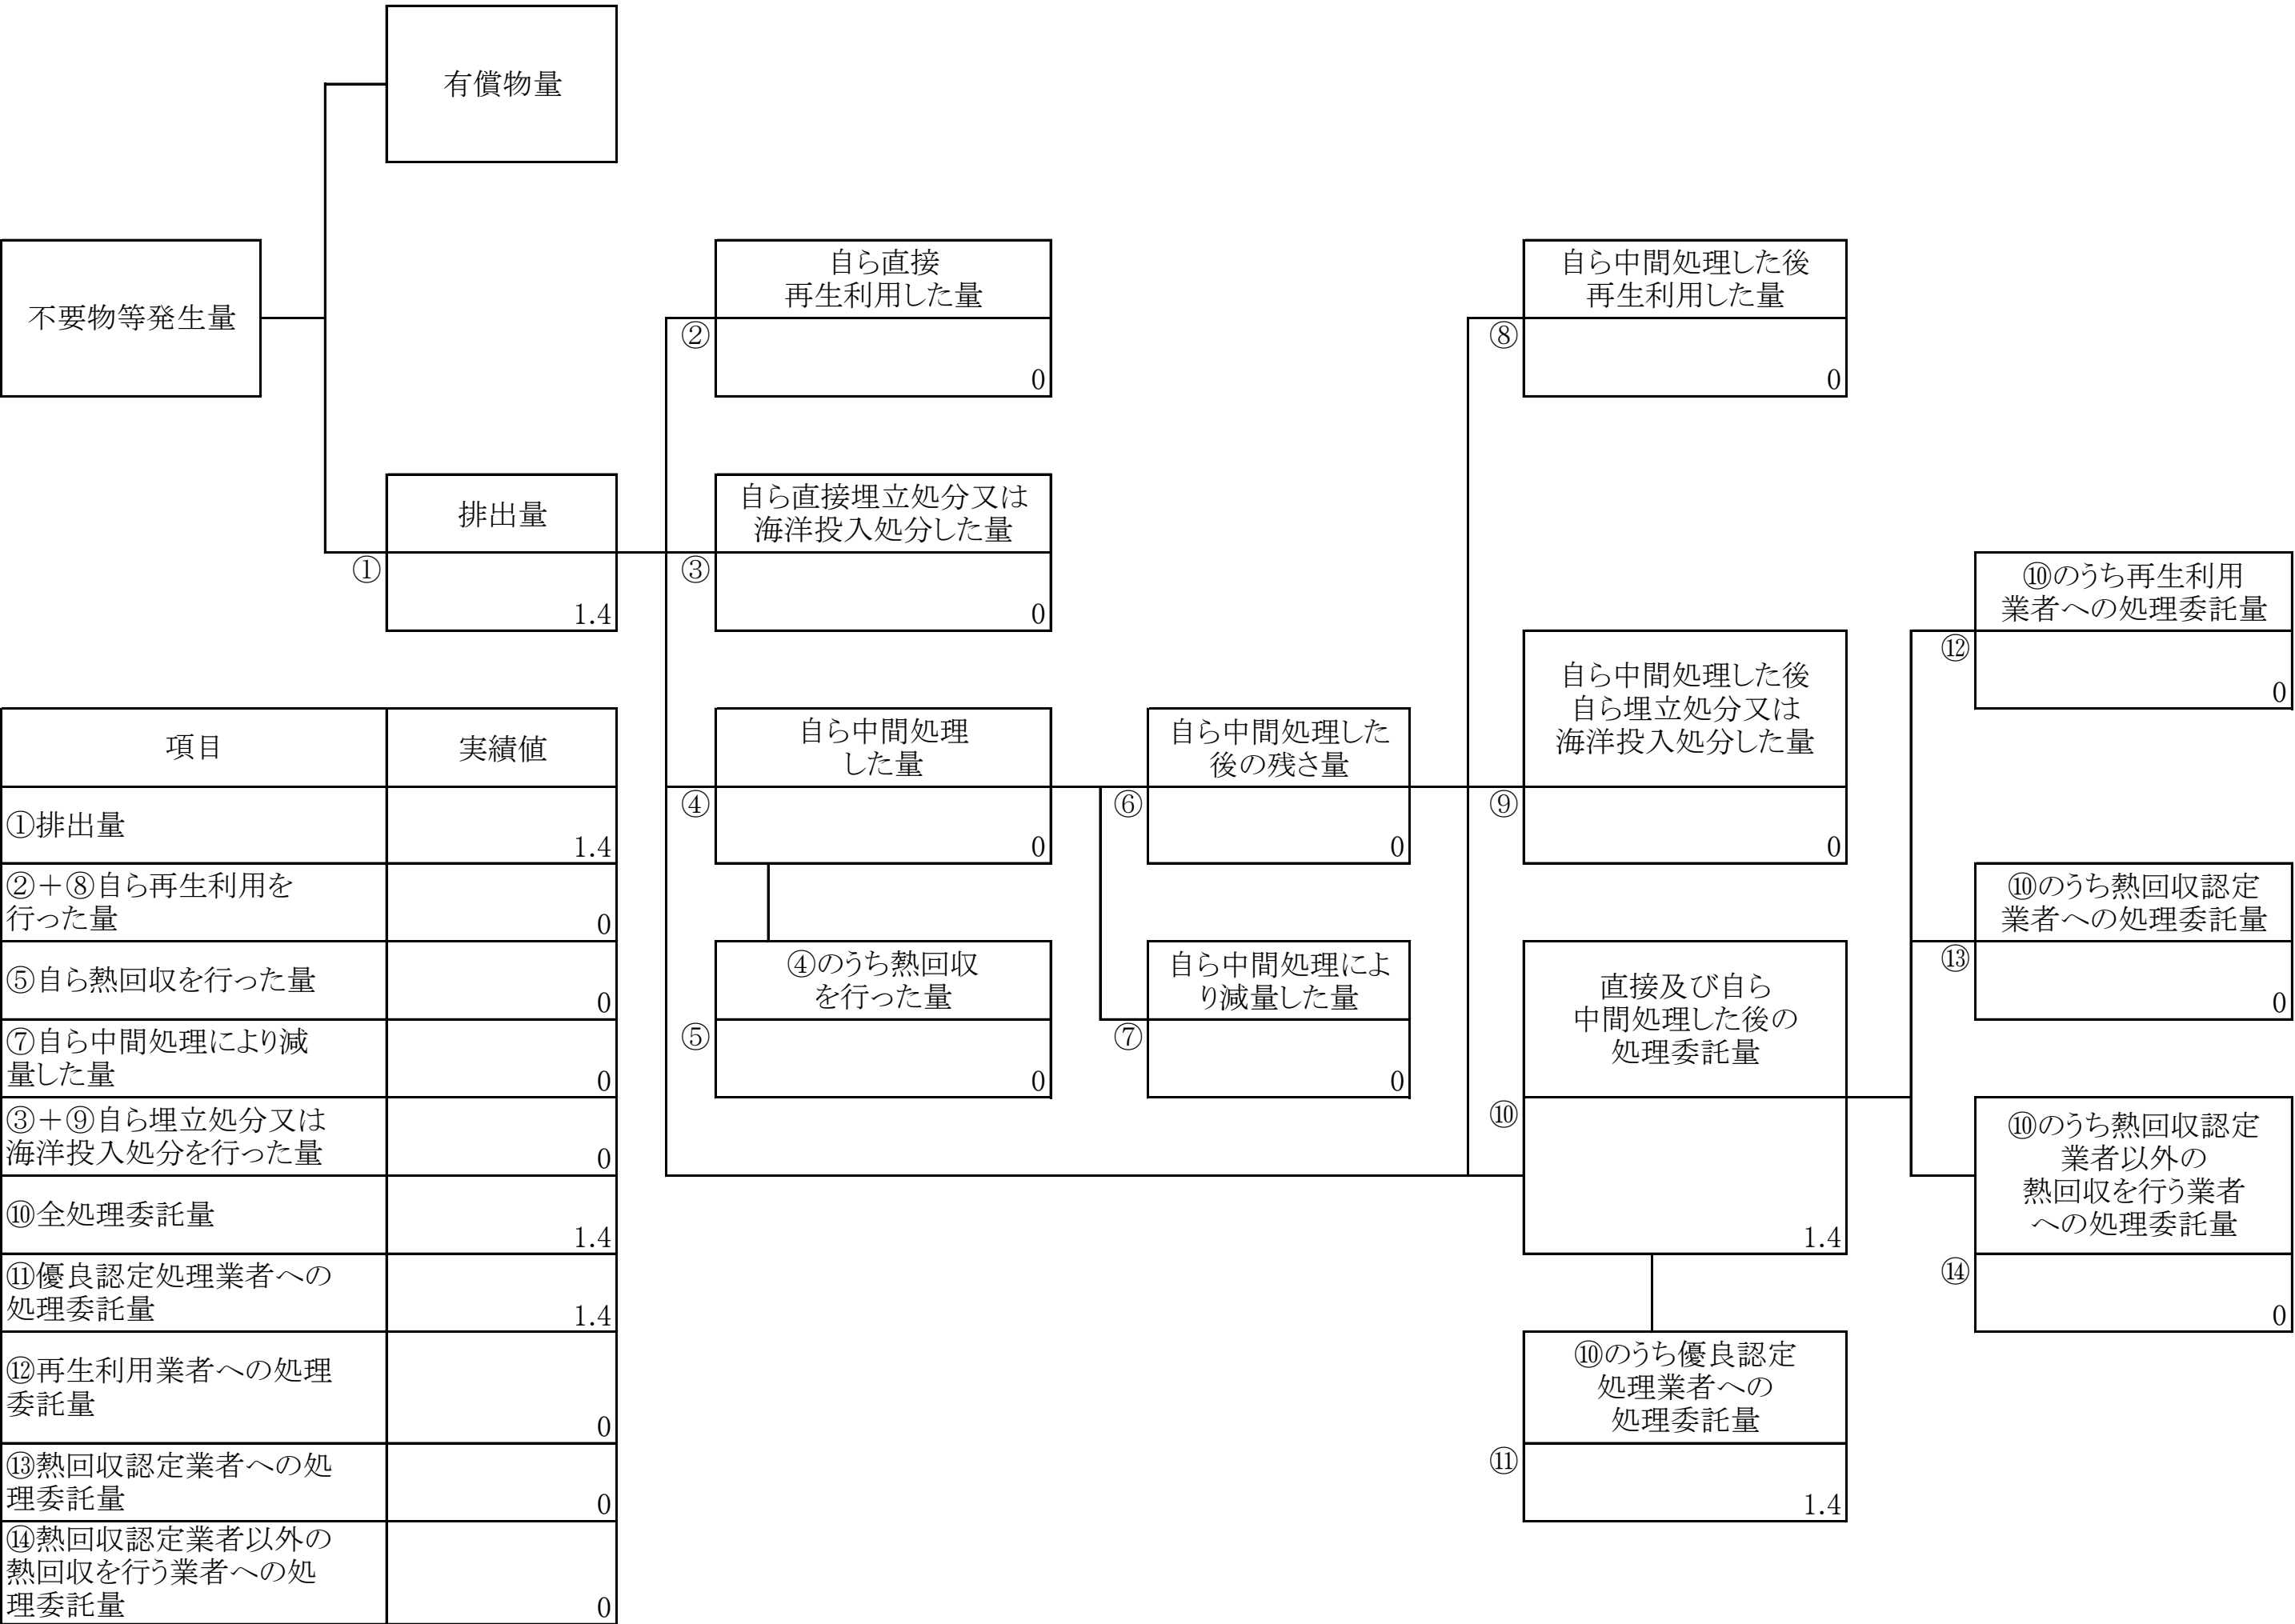 有償物量
不要物等発生量
自ら直接
再生利用した量
②
0
自ら中間処理した後
再生利用した量
⑧
0
排出量
①
1.4
自ら直接埋立処分又は
海洋投入処分した量
③
0
⑩のうち再生利用
業者への処理委託量
⑫
0
自ら中間処理
した量
④
0
自ら中間処理した
後の残さ量
⑥
0
自ら中間処理した後
自ら埋立処分又は
海洋投入処分した量
⑨
0
⑩のうち熱回収認定
業者への処理委託量
⑬
0
④のうち熱回収
を行った量
⑤
0
自ら中間処理によ
り減量した量
⑦
0
直接及び自ら
中間処理した後の
処理委託量
⑩
1.4
⑩のうち熱回収認定
業者以外の
熱回収を行う業者
への処理委託量
⑭
0
⑩のうち優良認定
処理業者への
処理委託量
⑪
1.4
項目 実績値
①排出量
1.4
②+⑧自ら再生利用を
行った量
0
⑤自ら熱回収を行った量
0
⑦自ら中間処理により減
量した量
0
③+⑨自ら埋立処分又は
海洋投入処分を行った量
0
⑩全処理委託量
1.4
⑪優良認定処理業者への
処理委託量
1.4
⑫再生利用業者への処理
委託量
0
⑬熱回収認定業者への処
理委託量
0
⑭熱回収認定業者以外の
熱回収を行う業者への処
理委託量
0